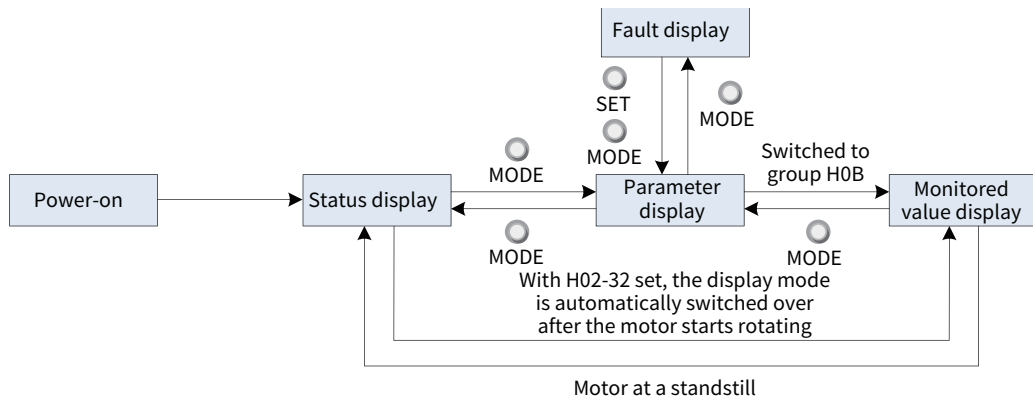 Fault display
SET
MODE
MODE
MODE
Switched to
group H0B
Power-on
Status display
Parameter
display
Monitored
value display
MODE
MODE
With H02-32 set, the display mode
is automatically switched over
after the motor starts rotating
Motor at a standstill